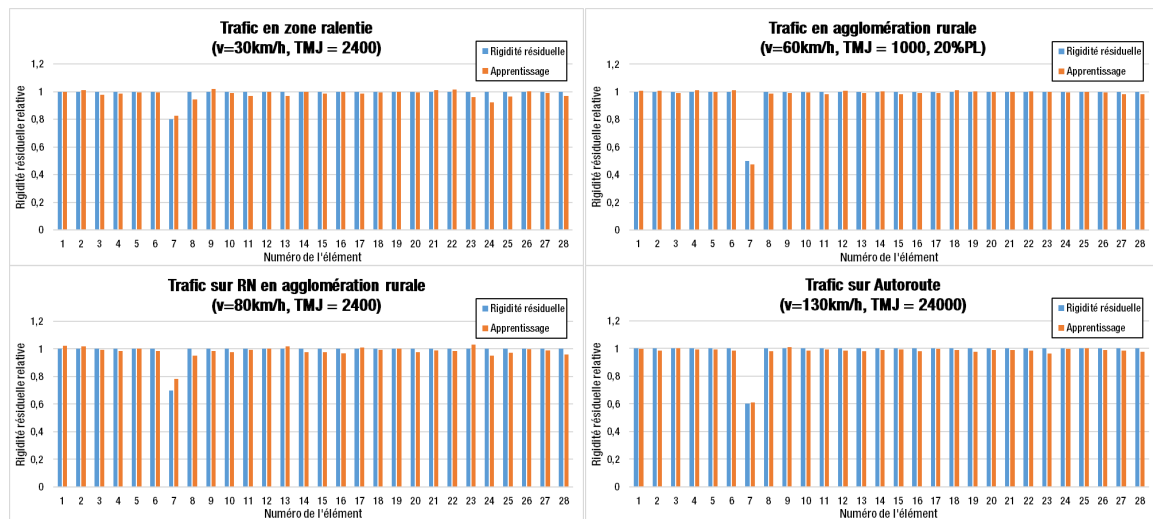 Trafic en zone ralentie
(v=30km/h, TMJ = 2400)
Rigidité résiduelle
Apprentissage
Rigidité résiduelle relative
1,2
1
0,8
0,6
0,4
0,2
0
1 2 3 4 5 6 7 8 9 10 11 12 13 14 15 16 17 18 19 20 21 22 23 24 25 26 27 28
Numéro de l'élément
Trafic en agglomération rurale
(v=60km/h, TMJ = 1000, 20%PL)
Rigidité résiduelle
Apprentissage
Rigidité résiduelle relative
1,2
1
0,8
0,6
0,4
0,2
0
1 2 3 4 5 6 7 8 9 10 11 12 13 14 15 16 17 18 19 20 21 22 23 24 25 26 27 28
Numéro de l'élément
Trafic sur RN en agglomération rurale
(v=80km/h, TMJ = 2400)
Rigidité résiduelle
Apprentissage
Rigidité résiduelle relative
1,2
1
0,8
0,6
0,4
0,2
0
1 2 3 4 5 6 7 8 9 10 11 12 13 14 15 16 17 18 19 20 21 22 23 24 25 26 27 28
Numéro de l'élément
Trafic sur Autoroute
(v=130km/h, TMJ = 24000)
Rigidité résiduelle
Apprentissage
Rigidité résiduelle relative
1,2
1
0,8
0,6
0,4
0,2
0
1 2 3 4 5 6 7 8 9 10 11 12 13 14 15 16 17 18 19 20 21 22 23 24 25 26 27 28
Numéro de l'élément